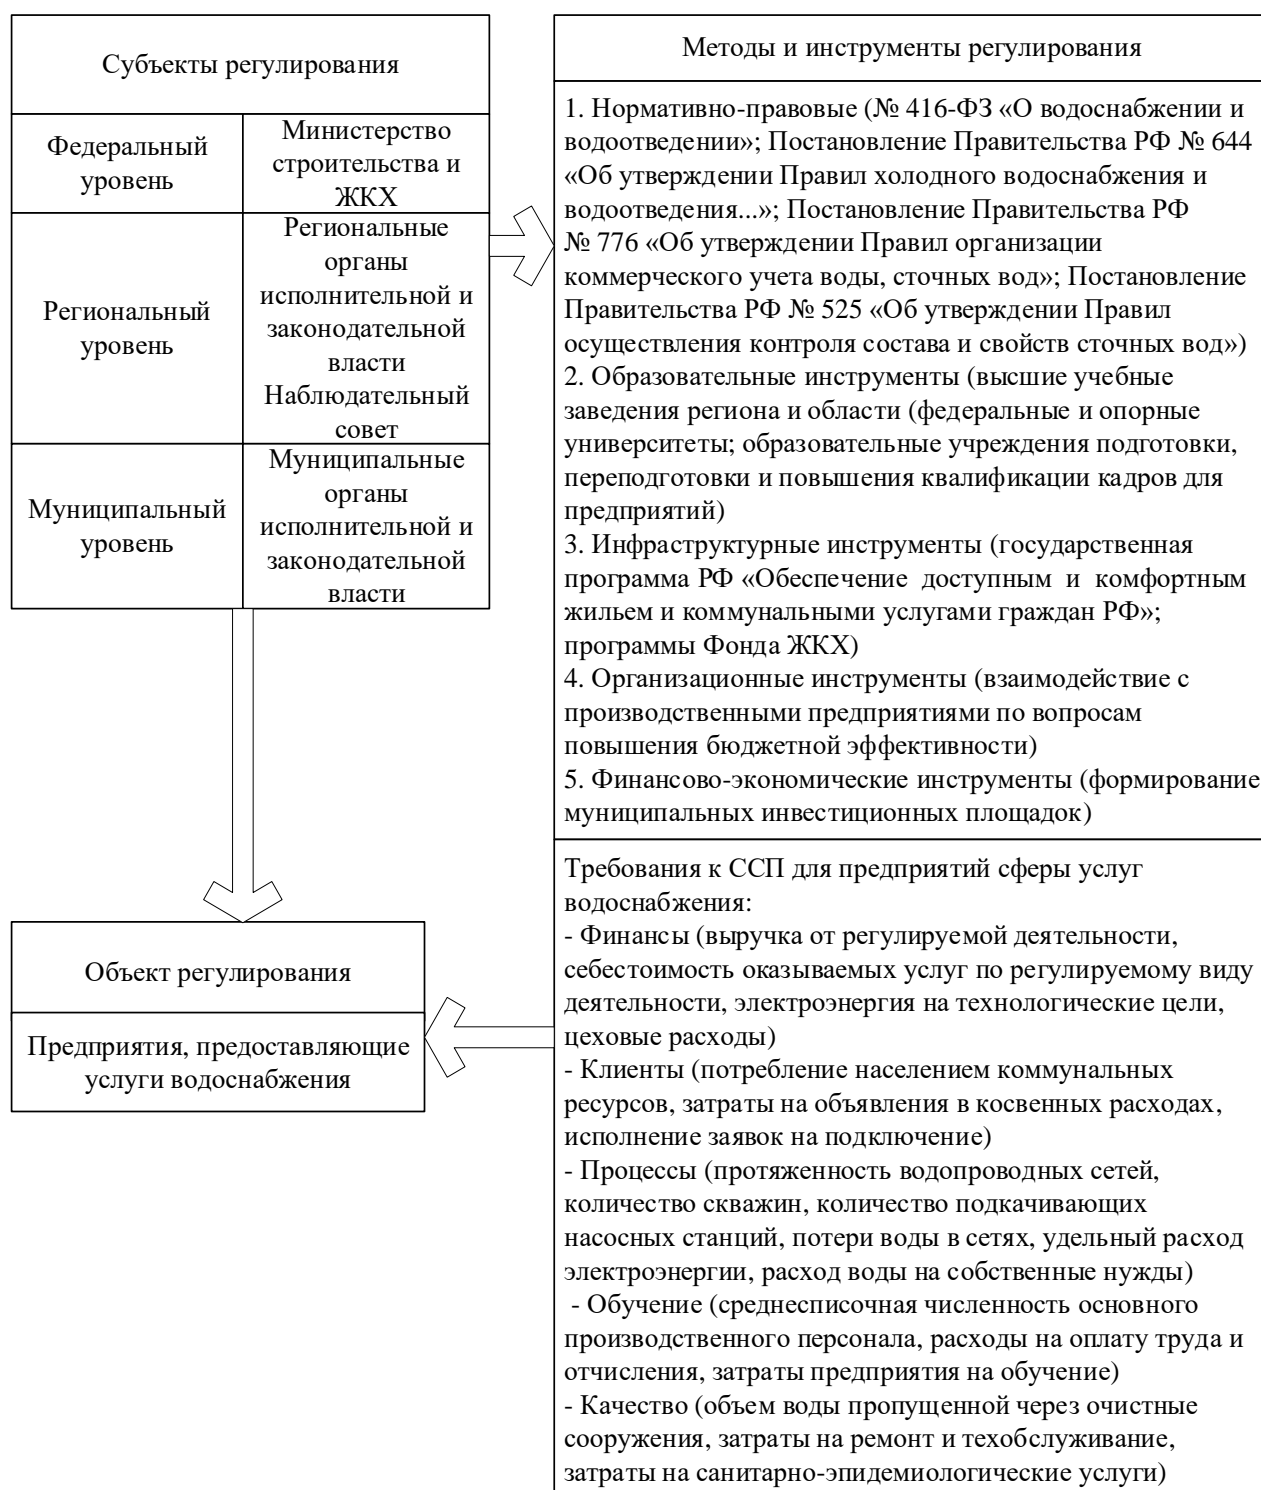 Субъекты регулирования
Федеральный
уровень
Министерство
строительства и
ЖКХ
Региональный
уровень
Региональные
органы
исполнительной и
законодательной
власти
Наблюдательный
совет
Муниципальный
уровень
Муниципальные
органы
исполнительной и
законодательной
власти
Объект регулирования
Предприятия, предоставляющие
услуги водоснабжения
Методы и инструменты регулирования
1. Нормативно-правовые (№ 416-ФЗ «О водоснабжении и
водоотведении»; Постановление Правительства РФ № 644
«Об утверждении Правил холодного водоснабжения и
водоотведения...»; Постановление Правительства РФ
№ 776 «Об утверждении Правил организации
коммерческого учета воды, сточных вод»; Постановление
Правительства РФ № 525 «Об утверждении Правил
осуществления контроля состава и свойств сточных вод»)
2. Образовательные инструменты (высшие учебные
заведения региона и области (федеральные и опорные
университеты; образовательные учреждения подготовки,
переподготовки и повышения квалификации кадров для
предприятий)
3. Инфраструктурные инструменты (государственная
программа РФ «Обеспечение доступным и комфортным
жильем и коммунальными услугами граждан РФ»;
программы Фонда ЖКХ)
4. Организационные инструменты (взаимодействие с
производственными предприятиями по вопросам
повышения бюджетной эффективности)
5. Финансово-экономические инструменты (формирование
муниципальных инвестиционных площадок)
Требования к ССП для предприятий сферы услуг
водоснабжения:
- Финансы (выручка от регулируемой деятельности,
себестоимость оказываемых услуг по регулируемому виду
деятельности, электроэнергия на технологические цели,
цеховые расходы)
- Клиенты (потребление населением коммунальных
ресурсов, затраты на объявления в косвенных расходах,
исполнение заявок на подключение)
- Процессы (протяженность водопроводных сетей,
количество скважин, количество подкачивающих
насосных станций, потери воды в сетях, удельный расход
электроэнергии, расход воды на собственные нужды)
- Обучение (среднесписочная численность основного
производственного персонала, расходы на оплату труда и
отчисления, затраты предприятия на обучение)
- Качество (объем воды пропущенной через очистные
сооружения, затраты на ремонт и техобслуживание,
затраты на санитарно-эпидемиологические услуги)